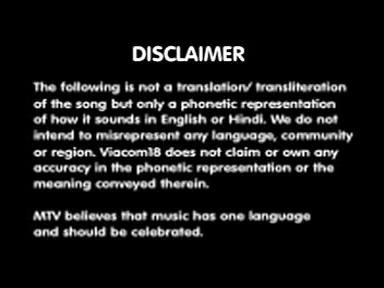 DISCLAIMER
The following is not a translation/ transliteration
of the song but only a phonetic representation
of how it sounds in English or Hindi. We do not
intend to misrepresent any language, community
or region. Viacom18 does not claim or own any
accuracy in the phonetic representation or the
meaning conveyed therein.
MTV believes that music has one language
and should be celebrated.